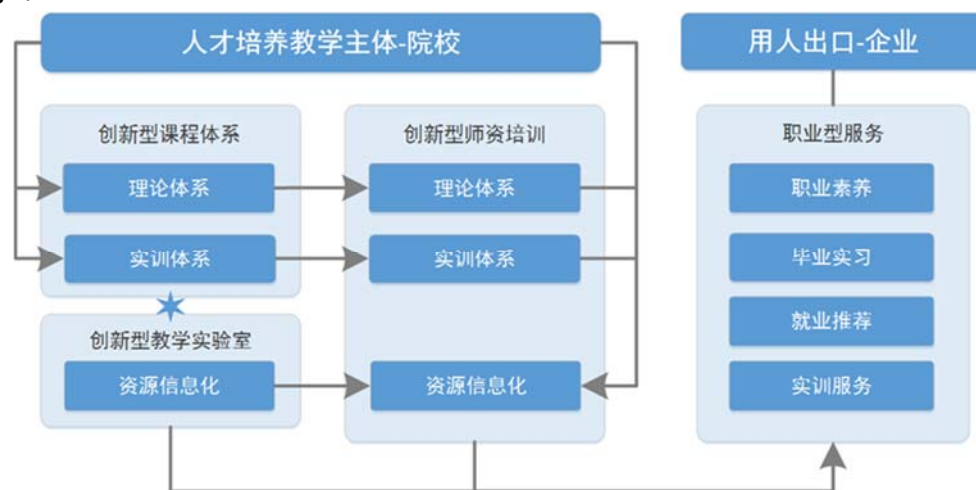 人才培养教学主体-院校
用人出口-企业
创新型课程体系
理论体系
实训体系
创新型教学实验室
资源信息化
创新型师资培训
理论体系
实训体系
资源信息化
职业型服务
职业素养
毕业实习
就业推荐
实训服务